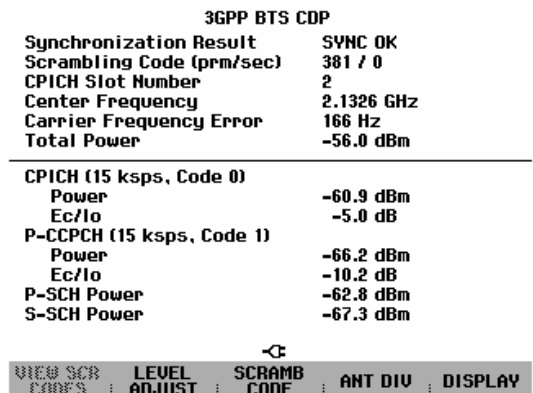 3GPP BTS CDP
Synchronization Result SYNC OK
Scrambling Code (prm/sec) 381 / 0
CPICH Slot Number 2
Center Frequency 2.1326 GHz
Carrier Frequency Error 166 Hz
Total Power -56.0 dBm
CPICH (15 ksps, Code 0)
Power -60.9 dBm
Ec/Io -5.0 dB
P-CCPCH (15 ksps, Code 1)
Power -66.2 dBm
Ec/Io -10.2 dB
P-SCH Power -62.8 dBm
S-SCH Power -67.3 dBm
VIEW SCR CODES
LEVEL ADJUST
SCRAMB CODE
ANT DIV
DISPLAY